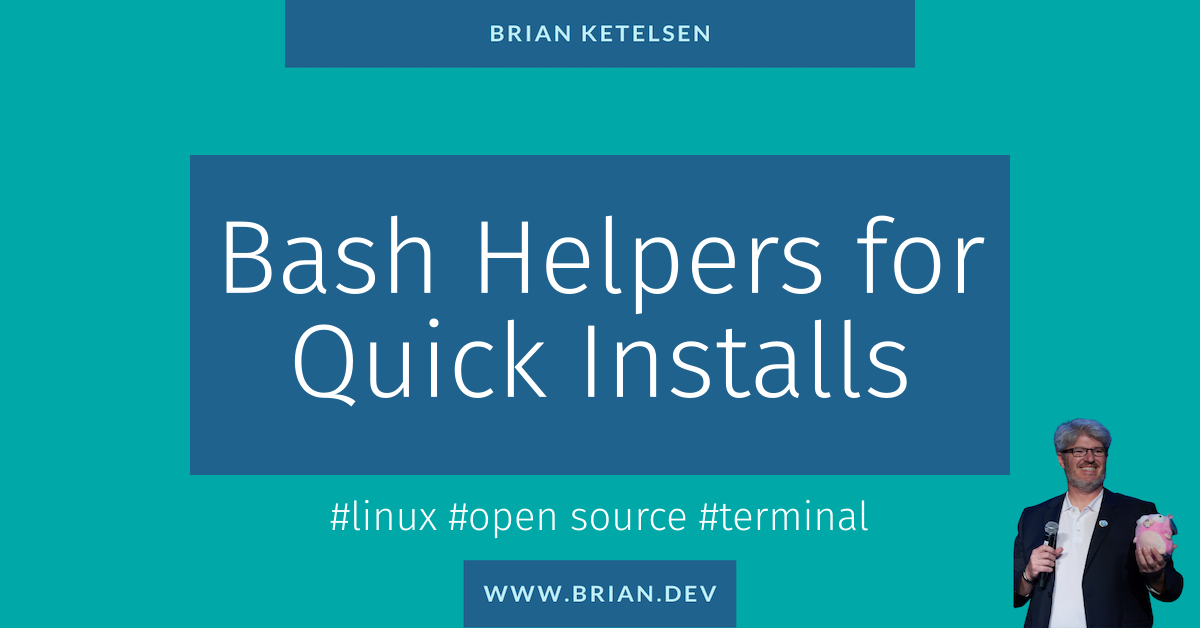 BRIAN KETELSEN
Bash Helpers for
Quick Installs
#linux #open source #terminal
WWW.BRIAN.DEV